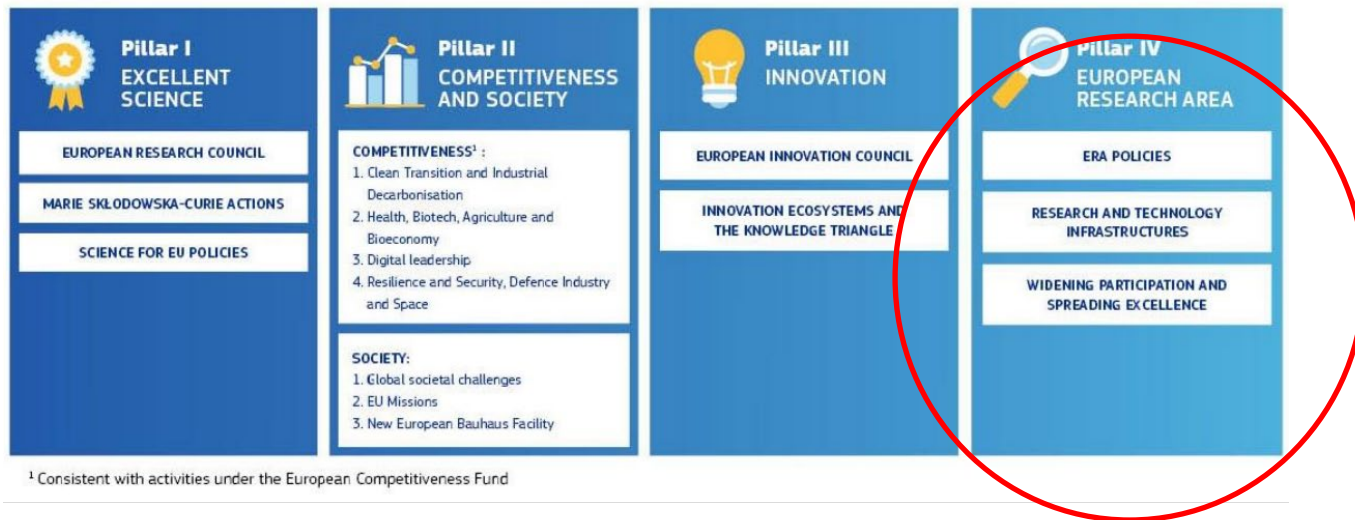 Pillar I
EXCELLENT
SCIENCE
EUROPEAN RESEARCH COUNCIL
MARIE SKŁODOWSKA-CURIE ACTIONS
SCIENCE FOR EU POLICIES
Pillar II
COMPETITIVENESS
AND SOCIETY
COMPETITIVENESS¹ :
1. Clean Transition and Industrial
Decarbonisation
2. Health, Biotech, Agriculture and
Bioeconomy
3. Digital leadership
4. Resilience and Security, Defence Industry
and Space
SOCIETY:
1. Global societal challenges
2. EU Missions
3. New European Bauhaus Facility
Pillar III
INNOVATION
EUROPEAN INNOVATION COUNCIL
INNOVATION ECOSYSTEMS AND
THE KNOWLEDGE TRIANGLE
Pillar IV
EUROPEAN
RESEARCH AREA
ERA POLICIES
RESEARCH AND TECHNOLOGY
INFRASTRUCTURES
WIDENING PARTICIPATION AND
SPREADING EXCELLENCE
¹ Consistent with activities under the European Competitiveness Fund